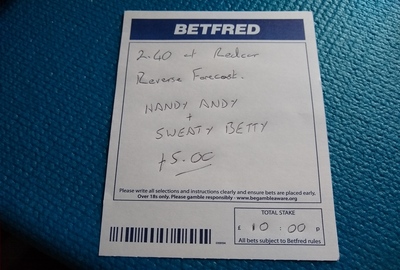 BETFRED
2.40 at Redcar
Reverse Forecast.
HANDY ANDY
+
SWEATY BETTY
£5.00
Please write all selections and instructions clearly and ensure bets are placed early.
Over 18s only. Please gamble responsibly - www.begambleaware.org
TOTAL STAKE
£ 10 : 00 P
All bets subject to Betfred rules